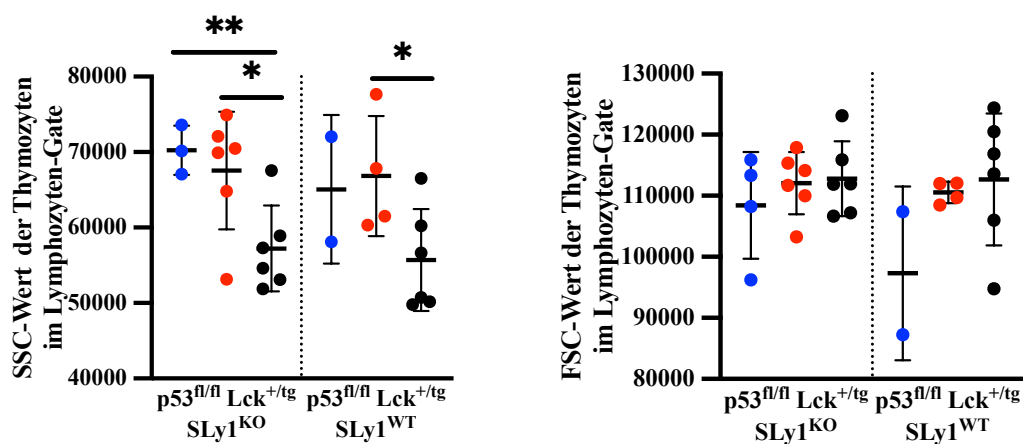 **
*
*
80000
70000
60000
50000
40000
SSC-Wert der Thymozyten
im Lymphozyten-Gate
p53fl/fl Lck+/tg
SLy1KO
p53fl/fl Lck+/tg
SLy1WT
130000
120000
110000
100000
90000
80000
FSC-Wert der Thymozyten
im Lymphozyten-Gate
p53fl/fl Lck+/tg
SLy1KO
p53fl/fl Lck+/tg
SLy1WT